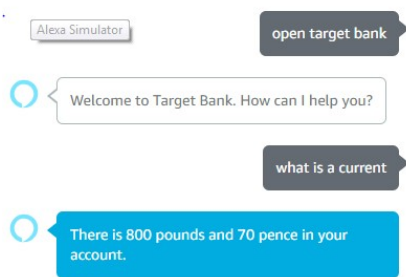 Alexa Simulator
open target bank
Welcome to Target Bank. How can I help you?
what is a current
There is 800 pounds and 70 pence in your
account.